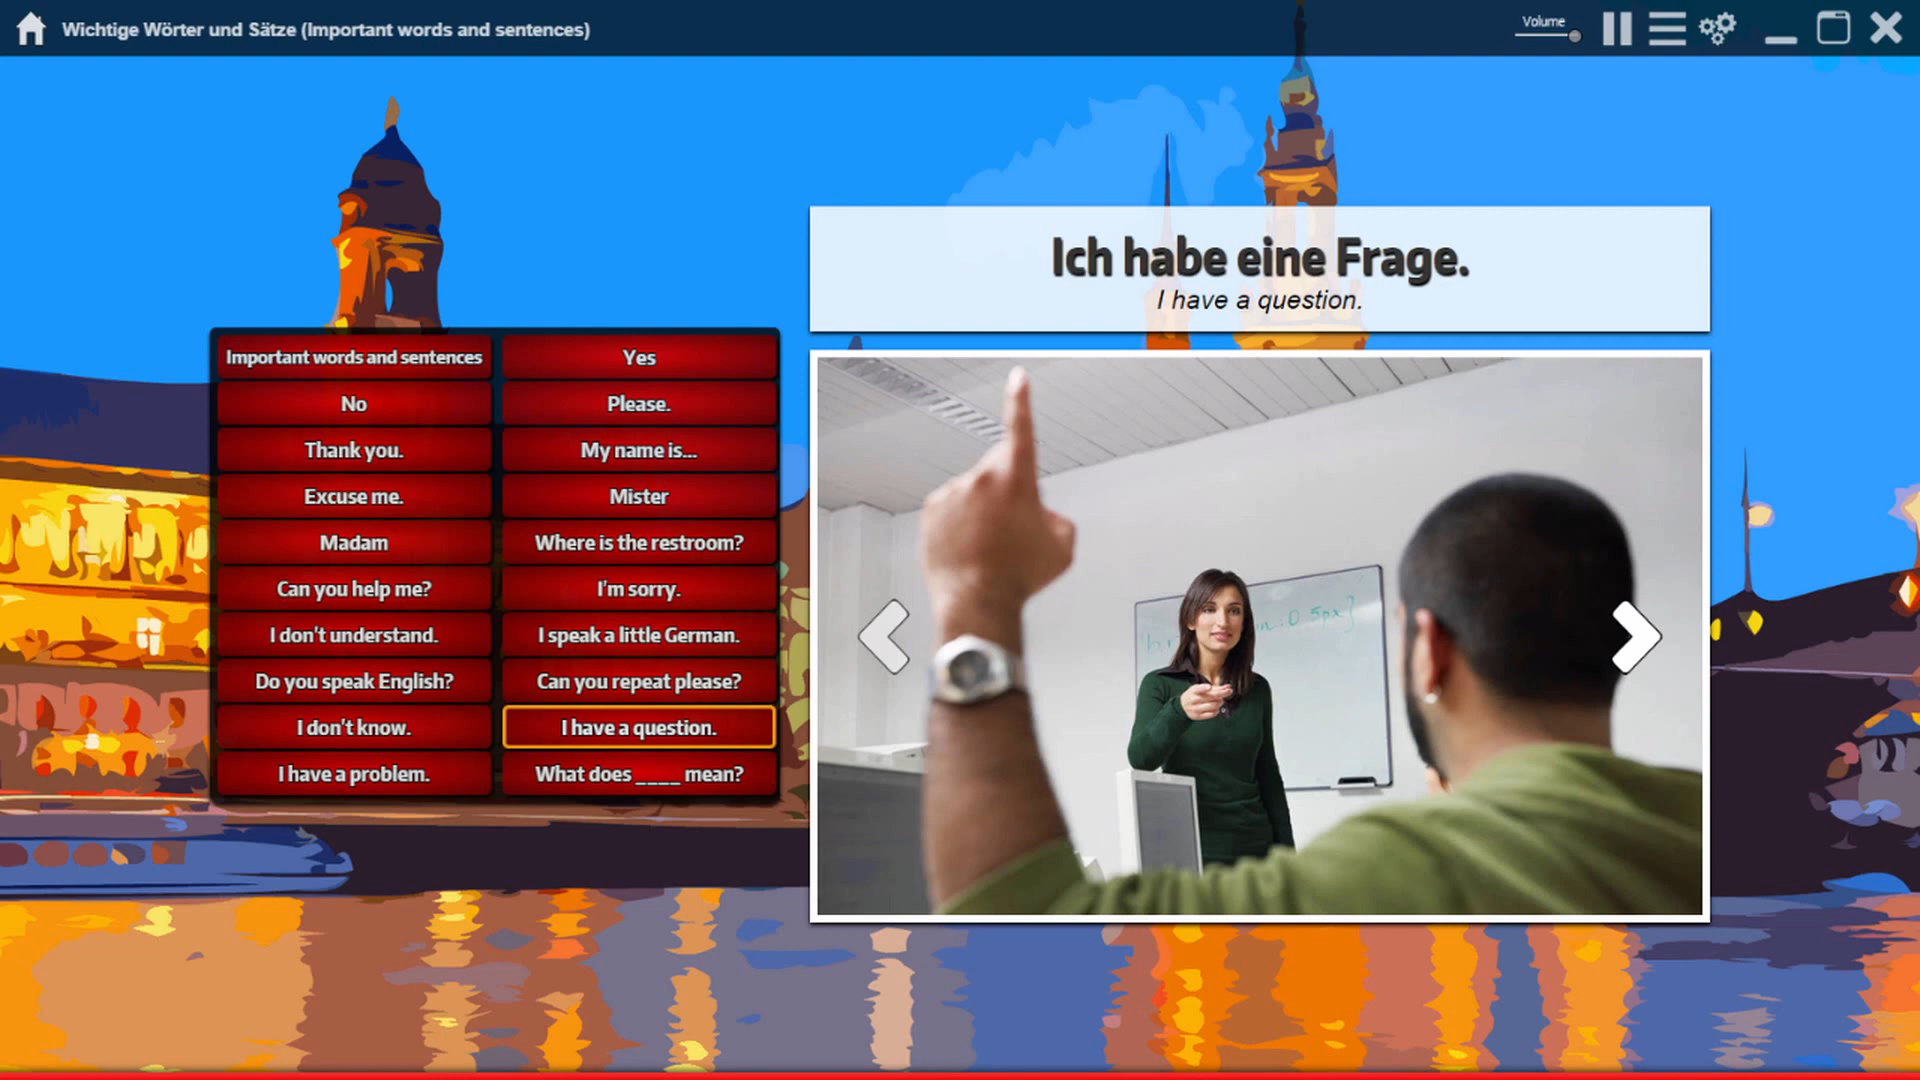 Wichtige Wörter und Sätze (Important words and sentences)
Volume
Ich habe eine Frage.
I have a question.
Important words and sentences
Yes
No
Please.
Thank you.
My name is...
Excuse me.
Mister
Madam
Where is the restroom?
Can you help me?
I'm sorry.
I don't understand.
I speak a little German.
Do you speak English?
Can you repeat please?
I don't know.
I have a question.
I have a problem.
What does ____ mean?